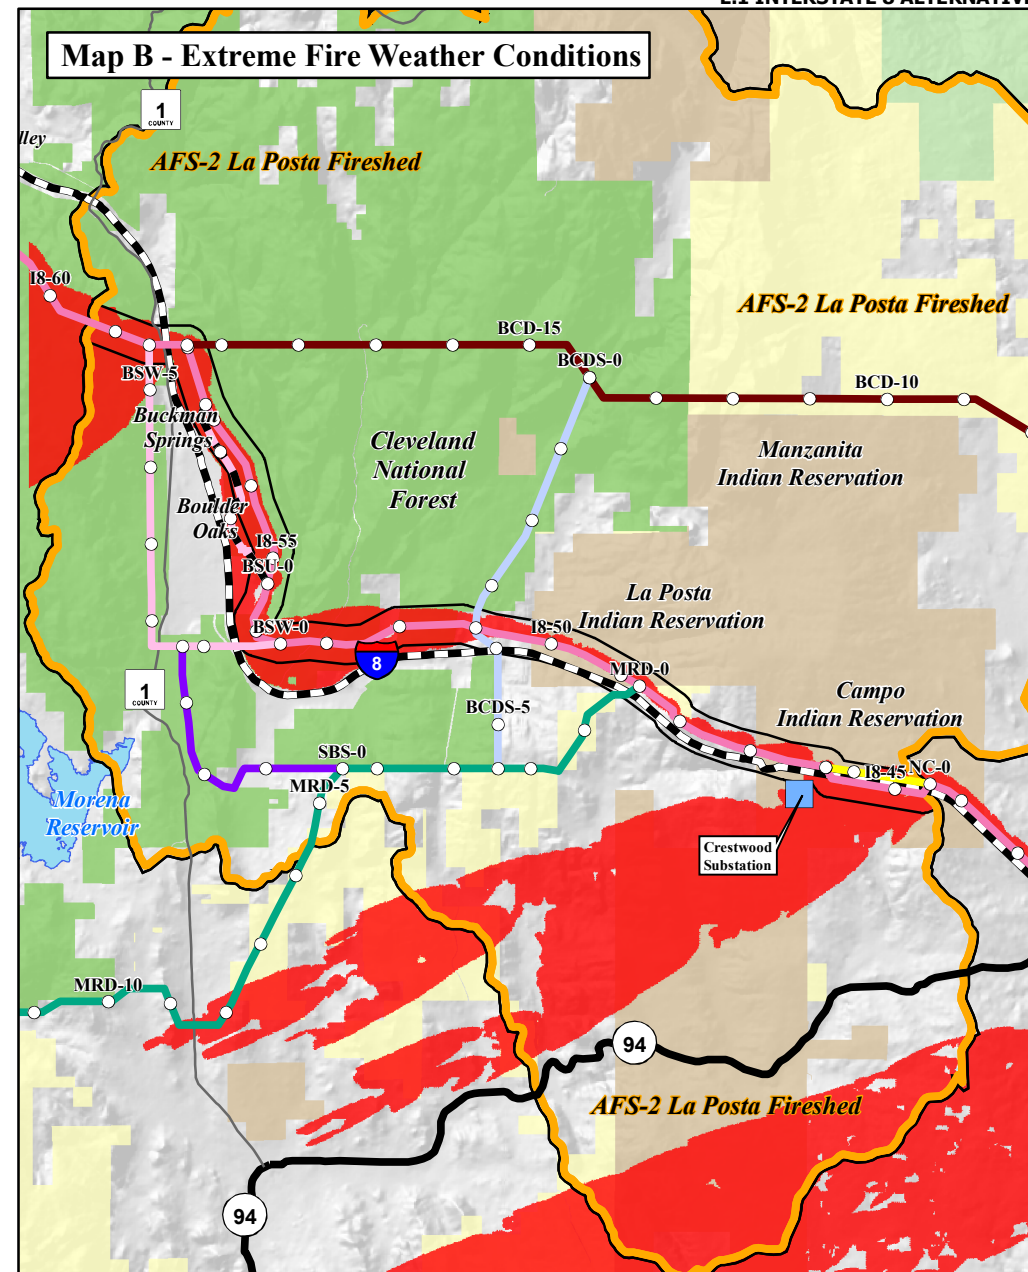 Map B - Extreme Fire Weather Conditions
1
COUNTY
AFS-2 La Posta Fireshed
I8-60
AFS-2 La Posta Fireshed
BCD-15
BCDS-0
BSW-5
BCD-10
Buckman
Springs
Cleveland
National
Forest
Manzanita
Indian Reservation
Boulder
Oaks
I8-55
BSU-0
La Posta
Indian Reservation
BSW-0
I8-50
8
MRD-0
1
COUNTY
Campo
Indian Reservation
BCDS-5
SBS-0
MRD-5
I8-45
NC-0
Morena
Reservoir
Crestwood
Substation
MRD-10
94
AFS-2 La Posta Fireshed
94